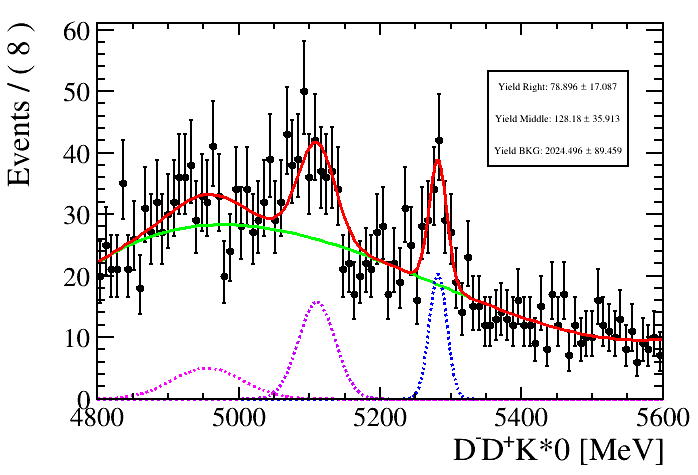 Events / ( 8 )
60
50
40
30
20
10
0
Yield Right: 78.896 ± 17.087
Yield Middle: 128.18 ± 35.913
Yield BKG: 2024.496 ± 89.459
4800 5000 5200 5400 5600
D⁻D⁺K*0 [MeV]